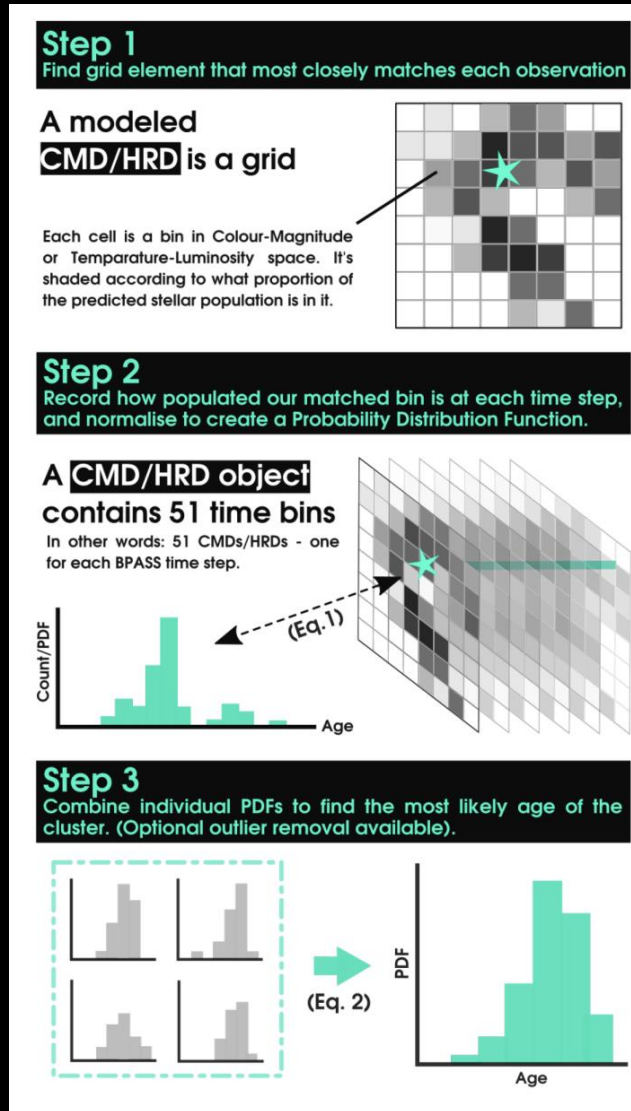 Step 1
Find grid element that most closely matches each observation
A modeled
CMD/HRD is a grid
Each cell is a bin in Colour-Magnitude
or Temparature-Luminosity space. It's
shaded according to what proportion of
the predicted stellar population is in it.
Step 2
Record how populated our matched bin is at each time step,
and normalise to create a Probability Distribution Function.
A CMD/HRD object
contains 51 time bins
In other words: 51 CMDs/HRDs - one
for each BPASS time step.
(Eq.1)
Count/PDF
Age
Step 3
Combine individual PDFs to find the most likely age of the
cluster. (Optional outlier removal available).
(Eq. 2)
PDF
Age